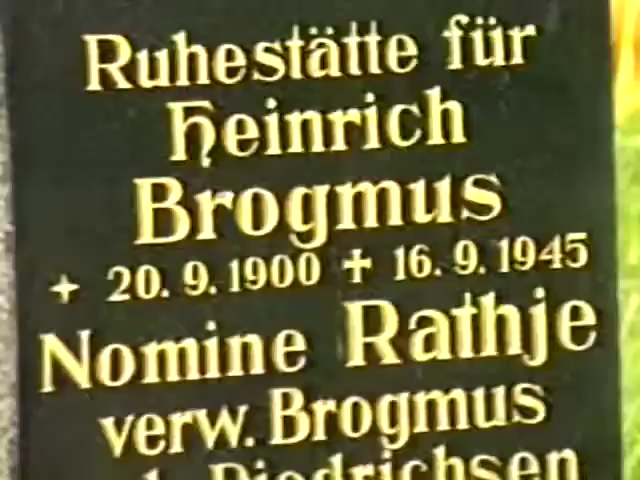 Ruhestätte für
Heinrich
Brogmus
+ 20. 9. 1900 ✝ 16. 9. 1945
Nomine Rathje
verw. Brogmus
Diedrichsen